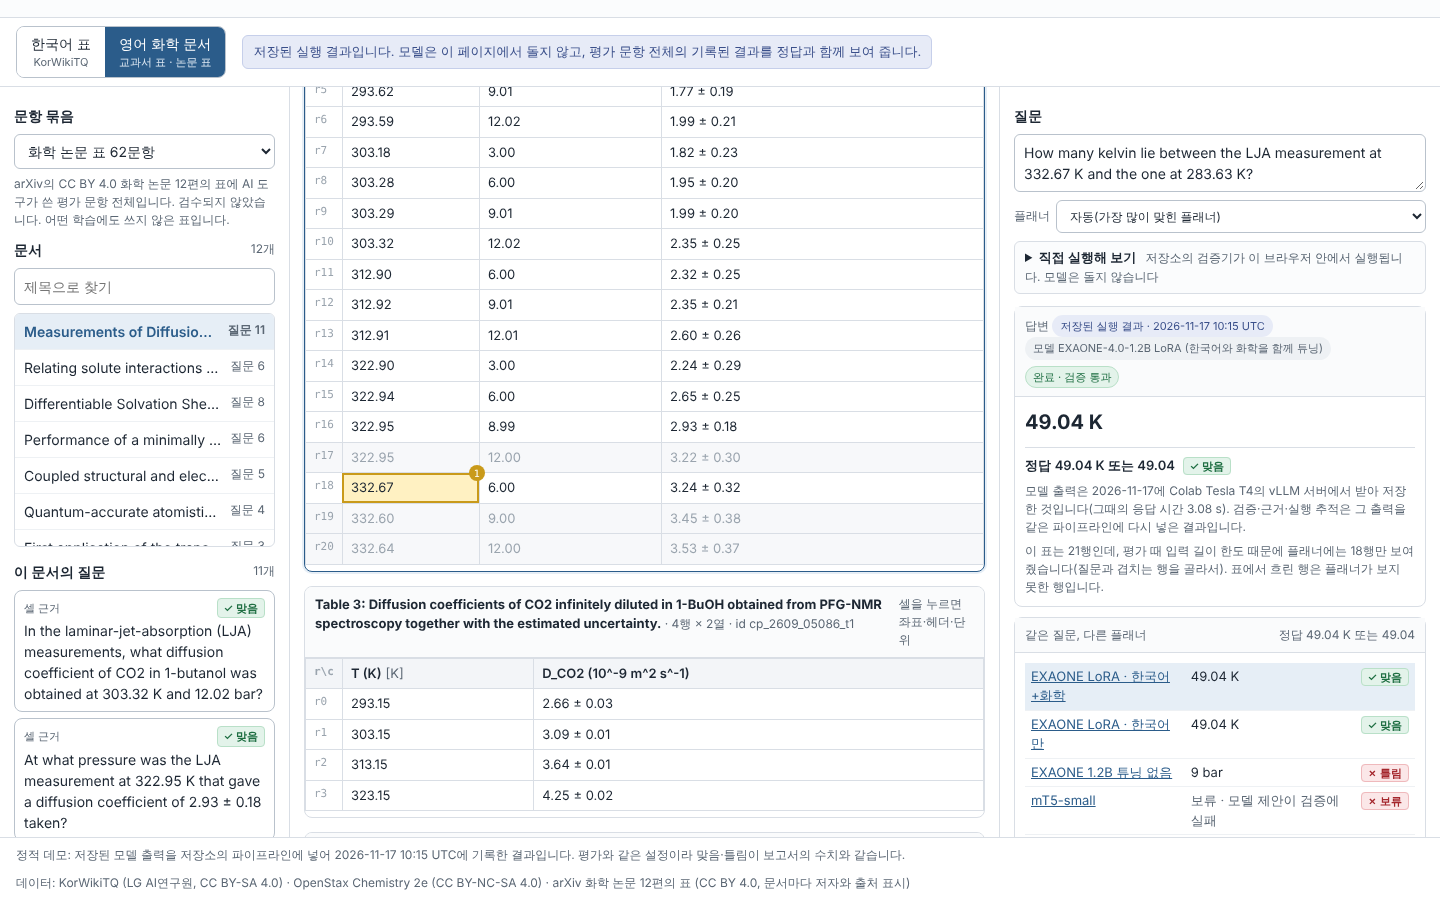 한국어 표
KorWikiTQ
영어 화학 문서
교과서 표 · 논문 표
저장된 실행 결과입니다. 모델은 이 페이지에서 돌지 않고, 평가 문항 전체의 기록된 결과를 정답과 함께 보여 줍니다.
문항 묶음
화학 논문 표 62문항
arXiv의 CC BY 4.0 화학 논문 12편의 표에 AI 도
구가 쓴 평가 문항 전체입니다. 검수되지 않았습
니다. 어떤 학습에도 쓰지 않은 표입니다.
문서 12개
제목으로 찾기
Measurements of Diffusio... 질문 11
Relating solute interactions ... 질문 6
Differentiable Solvation She... 질문 8
Performance of a minimally ... 질문 6
Coupled structural and elec... 질문 5
Quantum-accurate atomisti... 질문 4
First application of the trans... 질문 3
이 문서의 질문 11개
셀 근거 ✓ 맞음
In the laminar-jet-absorption (LJA)
measurements, what diffusion
coefficient of CO2 in 1-butanol was
obtained at 303.32 K and 12.02 bar?
셀 근거 ✓ 맞음
At what pressure was the LJA
measurement at 322.95 K that gave
a diffusion coefficient of 2.93 ± 0.18
taken?
r5 293.62 9.01 1.77 ± 0.19
r6 293.59 12.02 1.99 ± 0.21
r7 303.18 3.00 1.82 ± 0.23
r8 303.28 6.00 1.95 ± 0.20
r9 303.29 9.01 1.99 ± 0.20
r10 303.32 12.02 2.35 ± 0.25
r11 312.90 6.00 2.32 ± 0.25
r12 312.92 9.01 2.35 ± 0.21
r13 312.91 12.01 2.60 ± 0.26
r14 322.90 3.00 2.24 ± 0.29
r15 322.94 6.00 2.65 ± 0.25
r16 322.95 8.99 2.93 ± 0.18
r17 322.95 12.00 3.22 ± 0.30
1
r18 332.67 6.00 3.24 ± 0.32
r19 332.60 9.00 3.45 ± 0.38
r20 332.64 12.00 3.53 ± 0.37
Table 3: Diffusion coefficients of CO2 infinitely diluted in 1-BuOH obtained from PFG-NMR
spectroscopy together with the estimated uncertainty. · 4행 × 2열 · id cp_2609_05086_t1
셀을 누르면
좌표·헤더·단
위
r\c T (K) [K] D_CO2 (10^-9 m^2 s^-1)
r0 293.15 2.66 ± 0.03
r1 303.15 3.09 ± 0.01
r2 313.15 3.64 ± 0.01
r3 323.15 4.25 ± 0.02
질문
How many kelvin lie between the LJA measurement at
332.67 K and the one at 283.63 K?
플래너 자동(가장 많이 맞힌 플래너)
▶ 직접 실행해 보기 저장소의 검증기가 이 브라우저 안에서 실행됩니
다. 모델은 돌지 않습니다
답변 저장된 실행 결과 · 2026-11-17 10:15 UTC
모델 EXAONE-4.0-1.2B LoRA (한국어와 화학을 함께 튜닝)
완료 · 검증 통과
49.04 K
정답 49.04 K 또는 49.04 ✓ 맞음
모델 출력은 2026-11-17에 Colab Tesla T4의 vLLM 서버에서 받아 저장
한 것입니다(그때의 응답 시간 3.08 s). 검증·근거·실행 추적은 그 출력을
같은 파이프라인에 다시 넣은 결과입니다.
이 표는 21행인데, 평가 때 입력 길이 한도 때문에 플래너에는 18행만 보여
줬습니다(질문과 겹치는 행을 골라서). 표에서 흐린 행은 플래너가 보지
못한 행입니다.
같은 질문, 다른 플래너 정답 49.04 K 또는 49.04
EXAONE LoRA · 한국어
+화학 49.04 K ✓ 맞음
EXAONE LoRA · 한국어
만 49.04 K ✓ 맞음
EXAONE 1.2B 튜닝 없음 9 bar × 틀림
mT5-small 보류 · 모델 제안이 검증에
실패 × 보류
정적 데모: 저장된 모델 출력을 저장소의 파이프라인에 넣어 2026-11-17 10:15 UTC에 기록한 결과입니다. 평가와 같은 설정이라 맞음·틀림이 보고서의 수치와 같습니다.
데이터: KorWikiTQ (LG AI연구원, CC BY-SA 4.0) · OpenStax Chemistry 2e (CC BY-NC-SA 4.0) · arXiv 화학 논문 12편의 표 (CC BY 4.0, 문서마다 저자와 출처 표시)